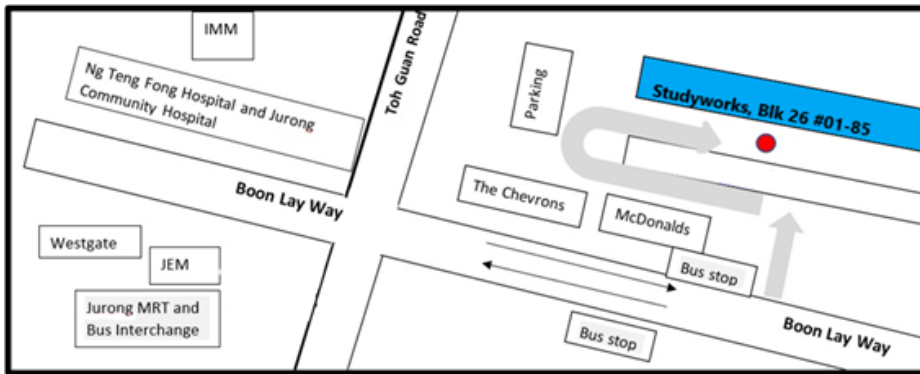 IMM
Ng Teng Fong Hospital and Jurong
Community Hospital
Toh Guan Road
Parking
Studyworks, Blk 26 #01-85
Boon Lay Way
The Chevrons
McDonalds
Westgate
JEM
Bus stop
Jurong MRT and
Bus Interchange
Bus stop
Boon Lay Way